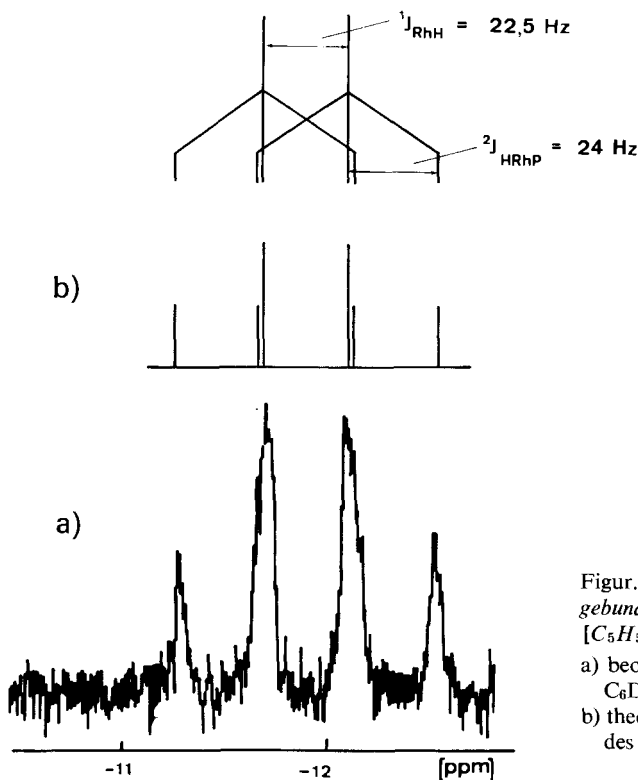 ¹J_RhH = 22,5 Hz
²J_HRhP = 24 Hz
b)
a)
-11
-12
[ppm]
Figur.
gebund
[C₅H₅
a) beo
C₆D
b) theo
des